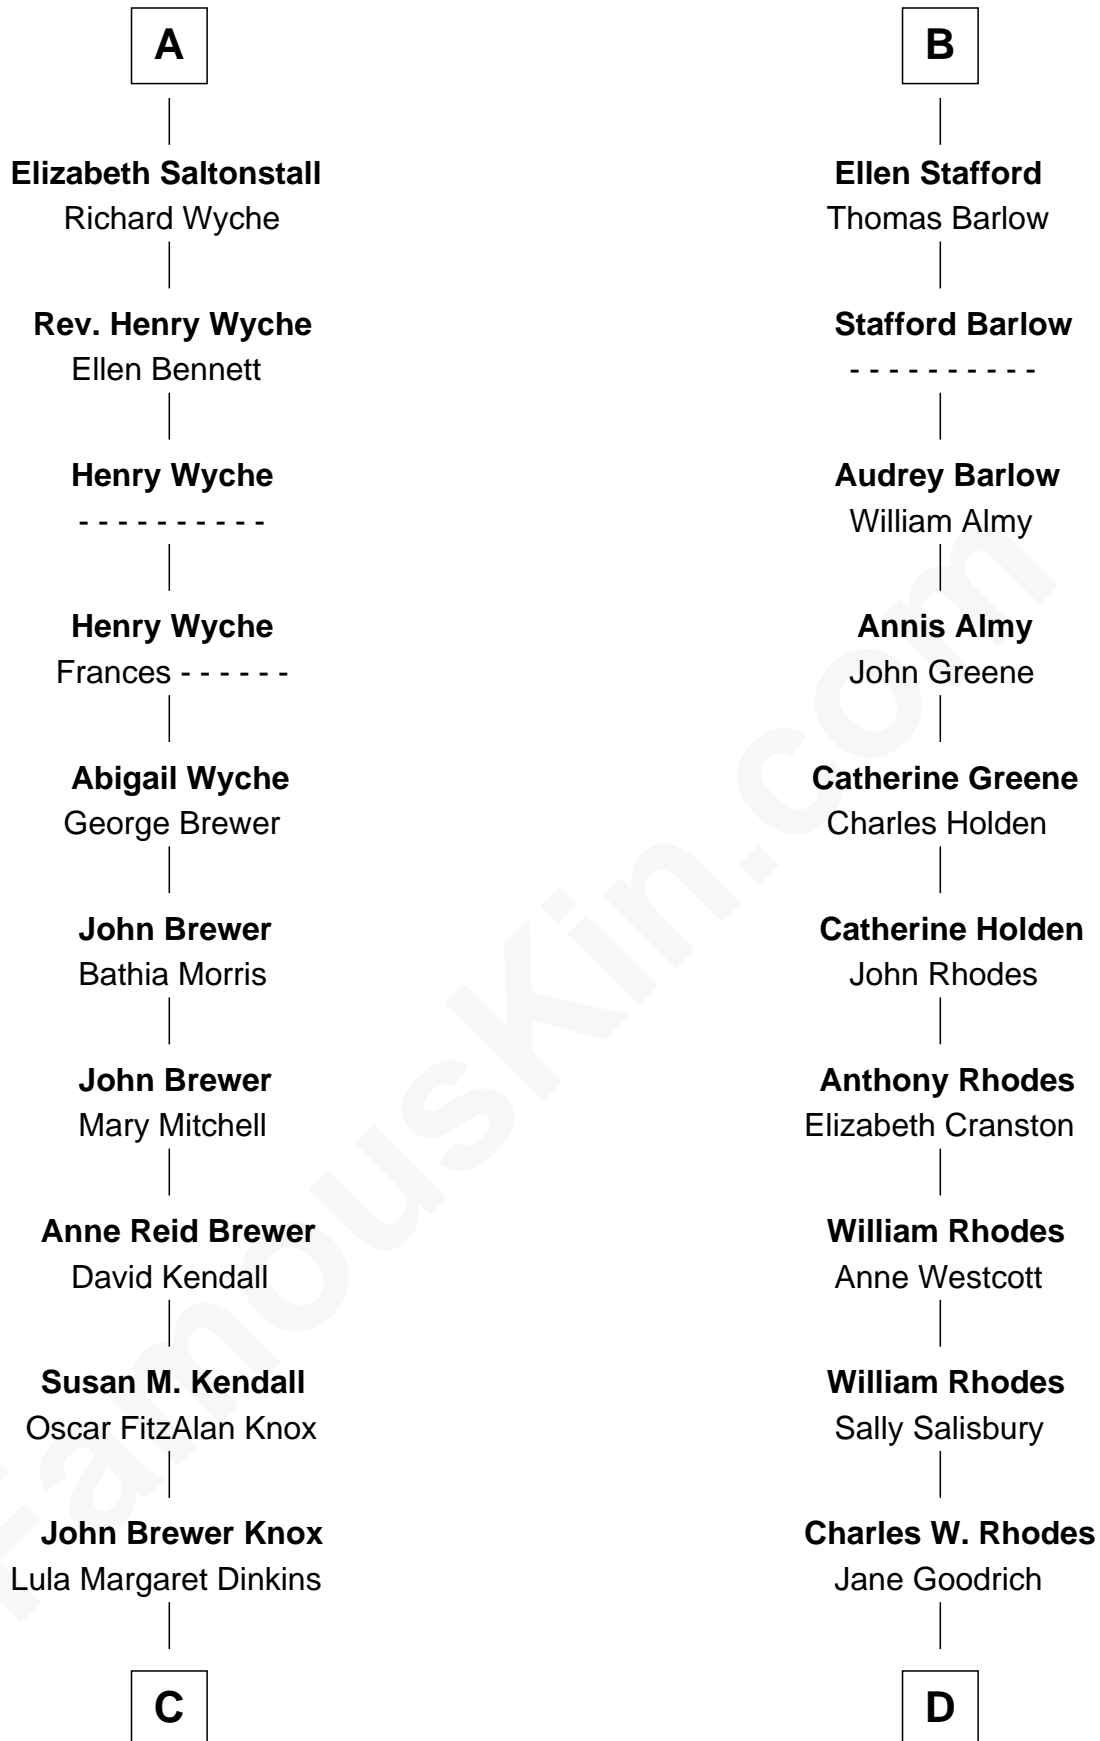 A
Elizabeth Saltonstall
Richard Wyche
Rev. Henry Wyche
Ellen Bennett
Henry Wyche
- - - - - - - - - -
Henry Wyche
Frances - - - - - -
Abigail Wyche
George Brewer
John Brewer
Bathia Morris
John Brewer
Mary Mitchell
Anne Reid Brewer
David Kendall
Susan M. Kendall
Oscar FitzAlan Knox
John Brewer Knox
Lula Margaret Dinkins
C
B
Ellen Stafford
Thomas Barlow
Stafford Barlow
- - - - - - - - - -
Audrey Barlow
William Almy
Annis Almy
John Greene
Catherine Greene
Charles Holden
Catherine Holden
John Rhodes
Anthony Rhodes
Elizabeth Cranston
William Rhodes
Anne Westcott
William Rhodes
Sally Salisbury
Charles W. Rhodes
Jane Goodrich
D
FamousKin.com